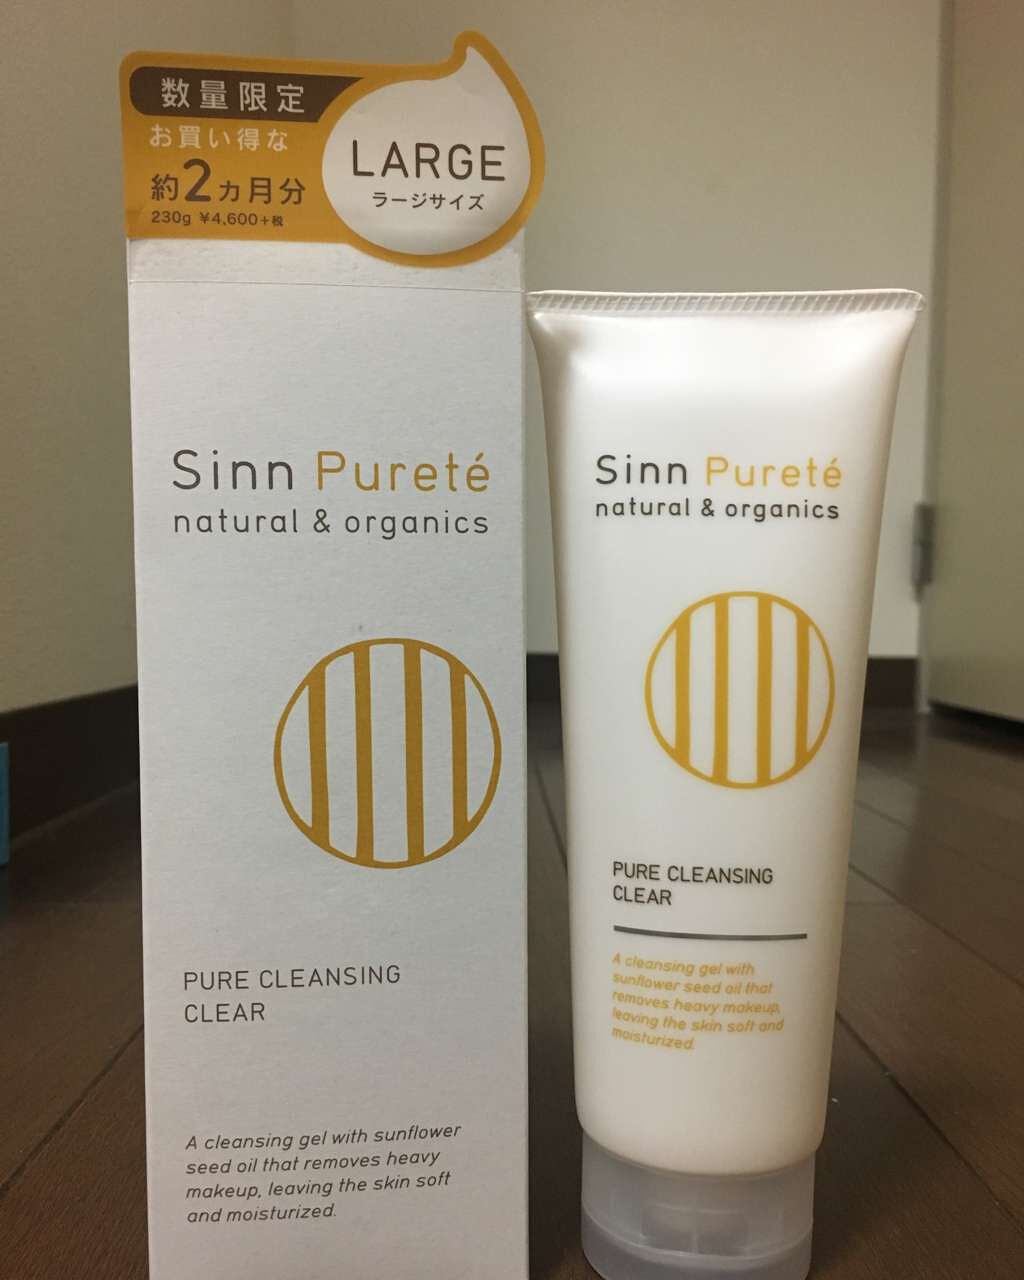 数量限定
お買い得な
約2ヵ月分
230g ¥4,600+税
LARGE
ラージサイズ
Sinn Pureté
natural & organics
PURE CLEANSING
CLEAR
A cleansing gel with sunflower
seed oil that removes heavy
makeup, leaving the skin soft
and moisturized.
Sinn Pureté
natural & organics
PURE CLEANSING
CLEAR
A cleansing gel with
sunflower seed oil that
removes heavy makeup,
leaving the skin soft and
moisturized.